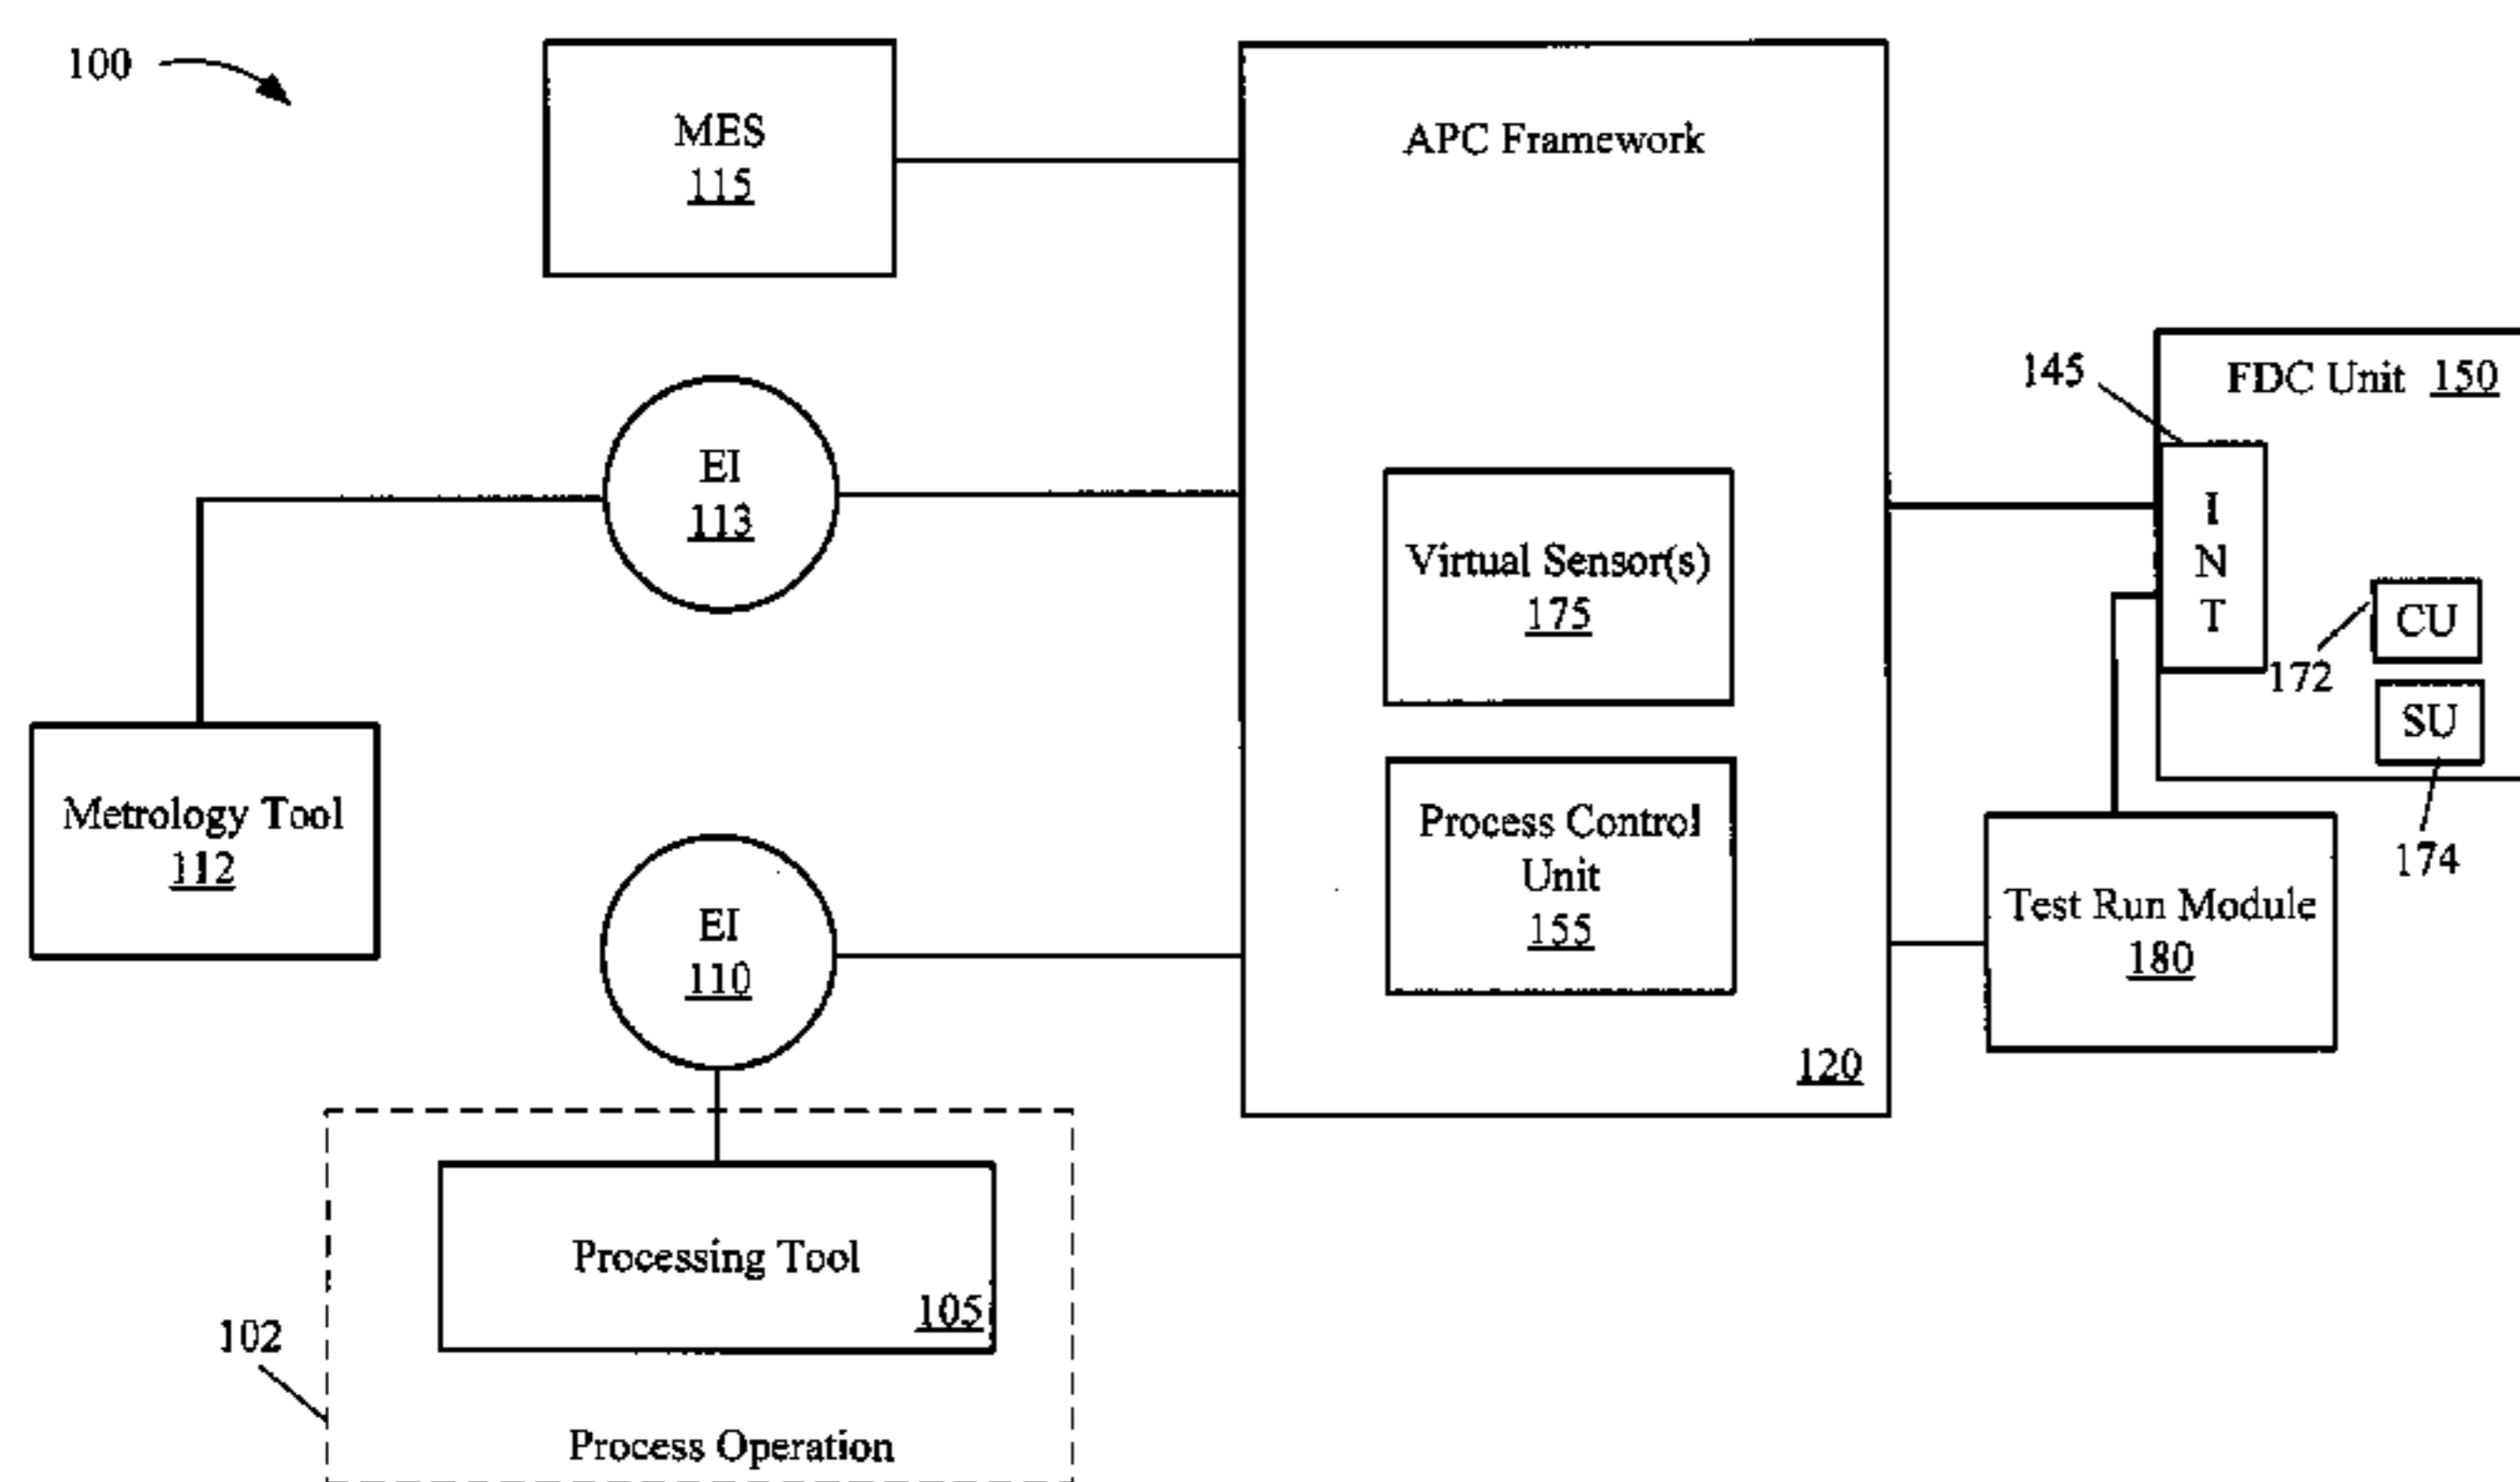 100
MES
115
APC Framework
145
FDC Unit 150
EI
113
I
N
T
Virtual Sensor(s)
175
CU
172
SU
174
Metrology Tool
112
Process Control
Unit
155
EI
110
Test Run Module
180
120
Processing Tool
105
102
Process Operation